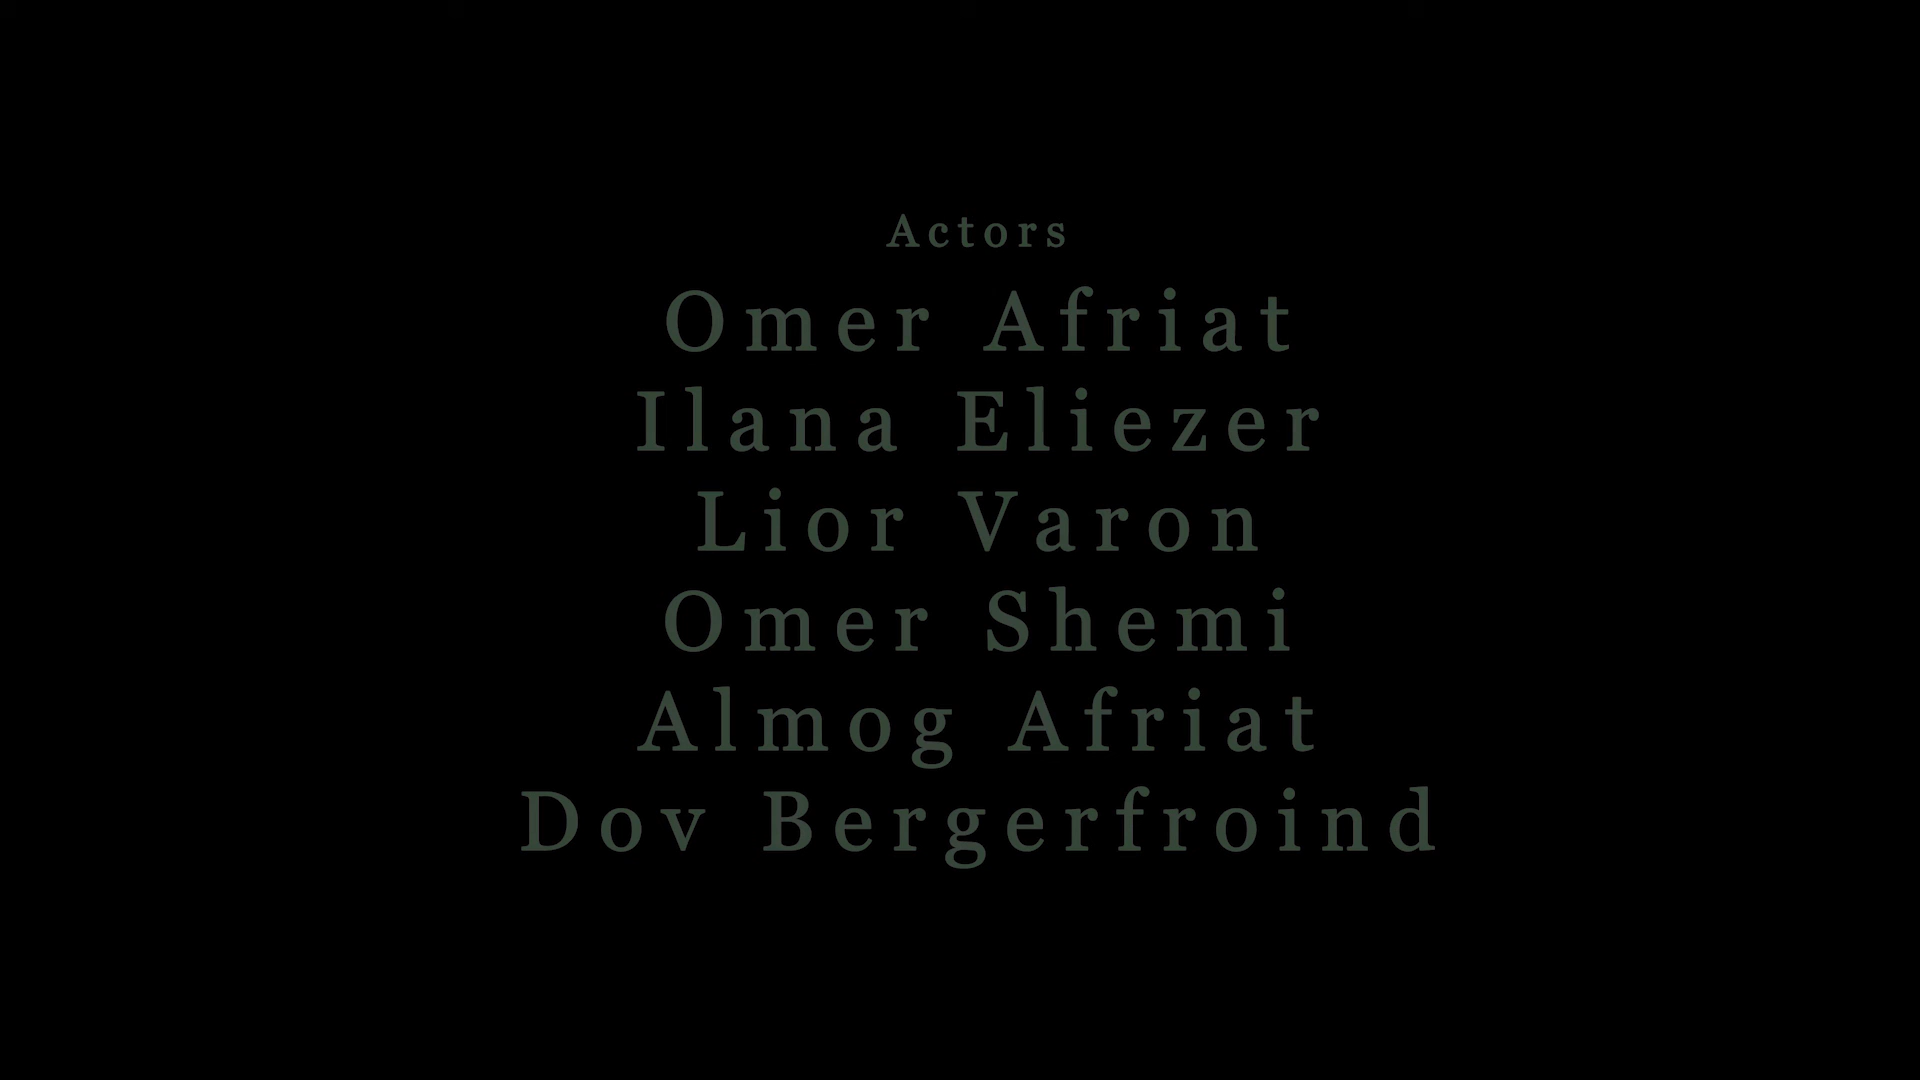 Actors
Omer Afriat
Ilana Eliezer
Lior Varon
Omer Shemi
Almog Afriat
Dov Bergerfroind